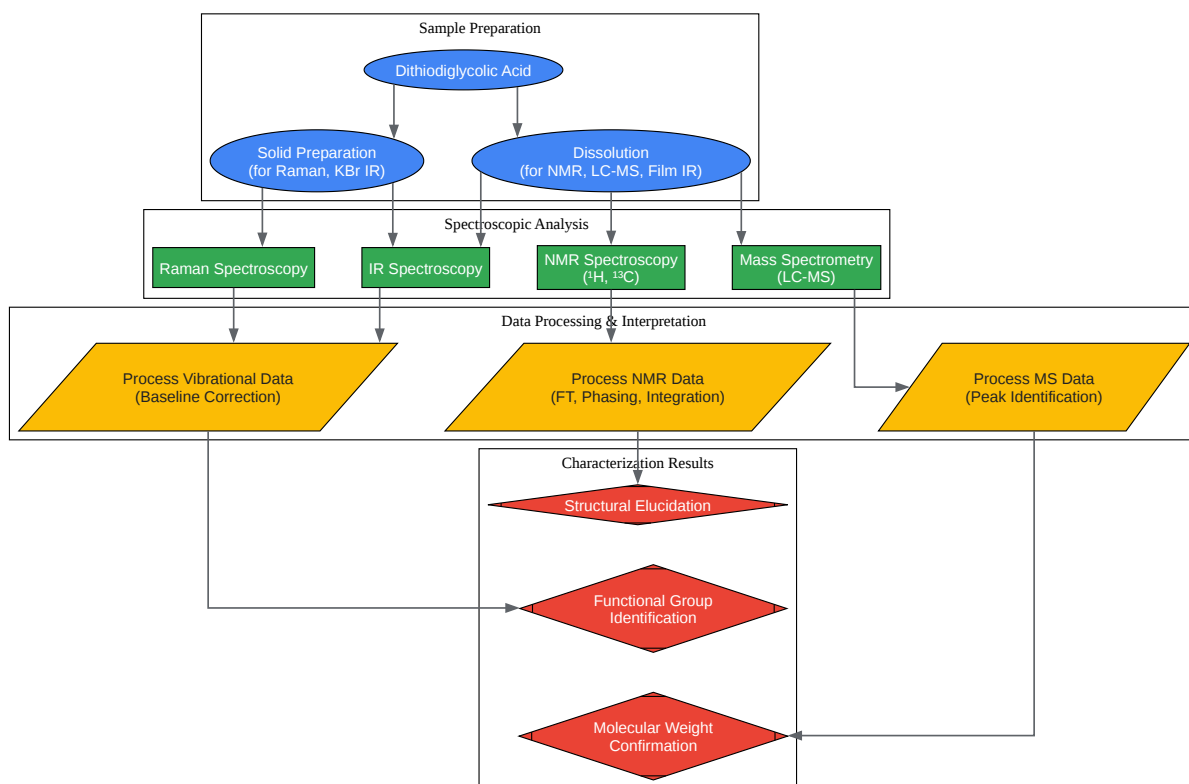 Sample Preparation
Dithiodiglycolic Acid
Solid Preparation
(for Raman, KBr IR)
Dissolution
(for NMR, LC-MS, Film IR)
Spectroscopic Analysis
Raman Spectroscopy
IR Spectroscopy
NMR Spectroscopy
(¹H, ¹³C)
Mass Spectrometry
(LC-MS)
Data Processing & Interpretation
Process Vibrational Data
(Baseline Correction)
Process NMR Data
(FT, Phasing, Integration)
Process MS Data
(Peak Identification)
Characterization Results
Structural Elucidation
Functional Group
Identification
Molecular Weight
Confirmation